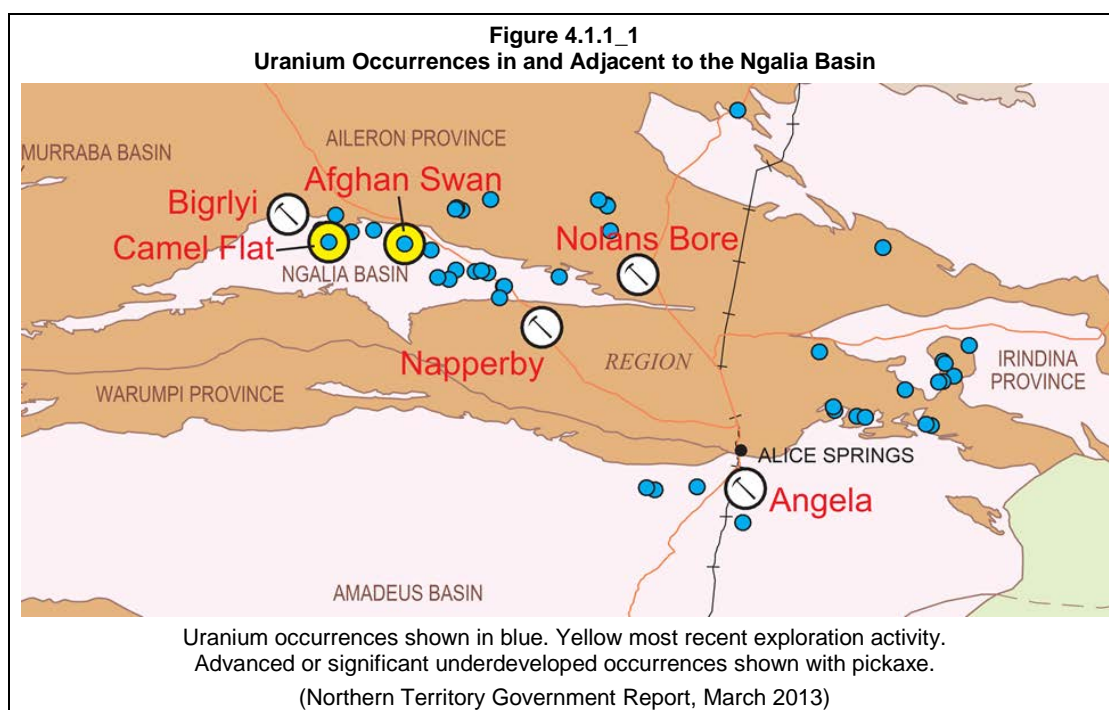 Figure 4.1.1_1
Uranium Occurrences in and Adjacent to the Ngalia Basin
AILERON PROVINCE
MURRABA BASIN
Afghan Swan
Bigrlyi
Camel Flat
Nolans Bore
NGALIA BASIN
Napperby
REGION
IRINDINA
PROVINCE
WARUMPI PROVINCE
ALICE SPRINGS
Angela
AMADEUS BASIN
Uranium occurrences shown in blue. Yellow most recent exploration activity.
Advanced or significant underdeveloped occurrences shown with pickaxe.
(Northern Territory Government Report, March 2013)